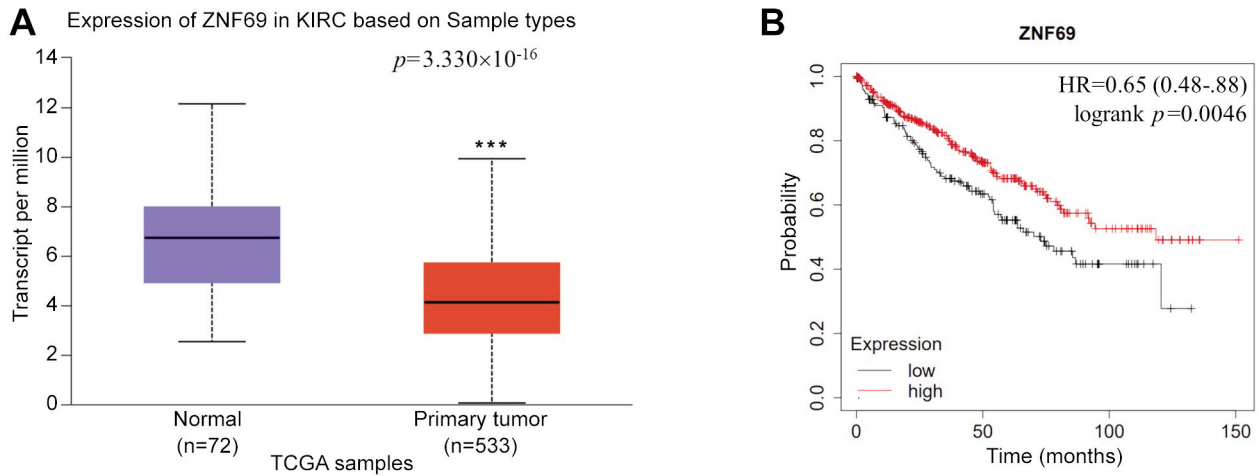 A
Expression of ZNF69 in KIRC based on Sample types
p=3.330×10-16
***
Transcript per million
14
12
10
8
6
4
2
0
Normal
(n=72)
Primary tumor
(n=533)
TCGA samples
B
ZNF69
HR=0.65 (0.48-.88)
logrank p=0.0046
Probability
1.0
0.8
0.6
0.4
0.2
0.0
Expression
low
high
0
50
100
150
Time (months)